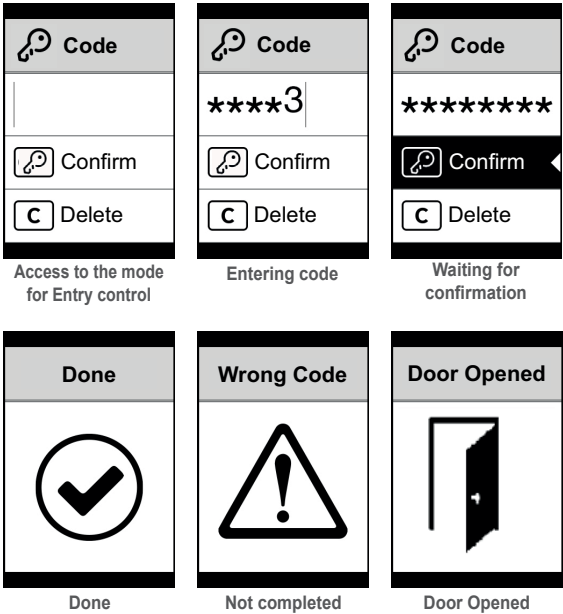 Code
Confirm
C Delete
Access to the mode
for Entry control
Code
****3
Confirm
C Delete
Entering code
Code
********
Confirm
C Delete
Waiting for
confirmation
Done
Done
Wrong Code
Not completed
Door Opened
Door Opened